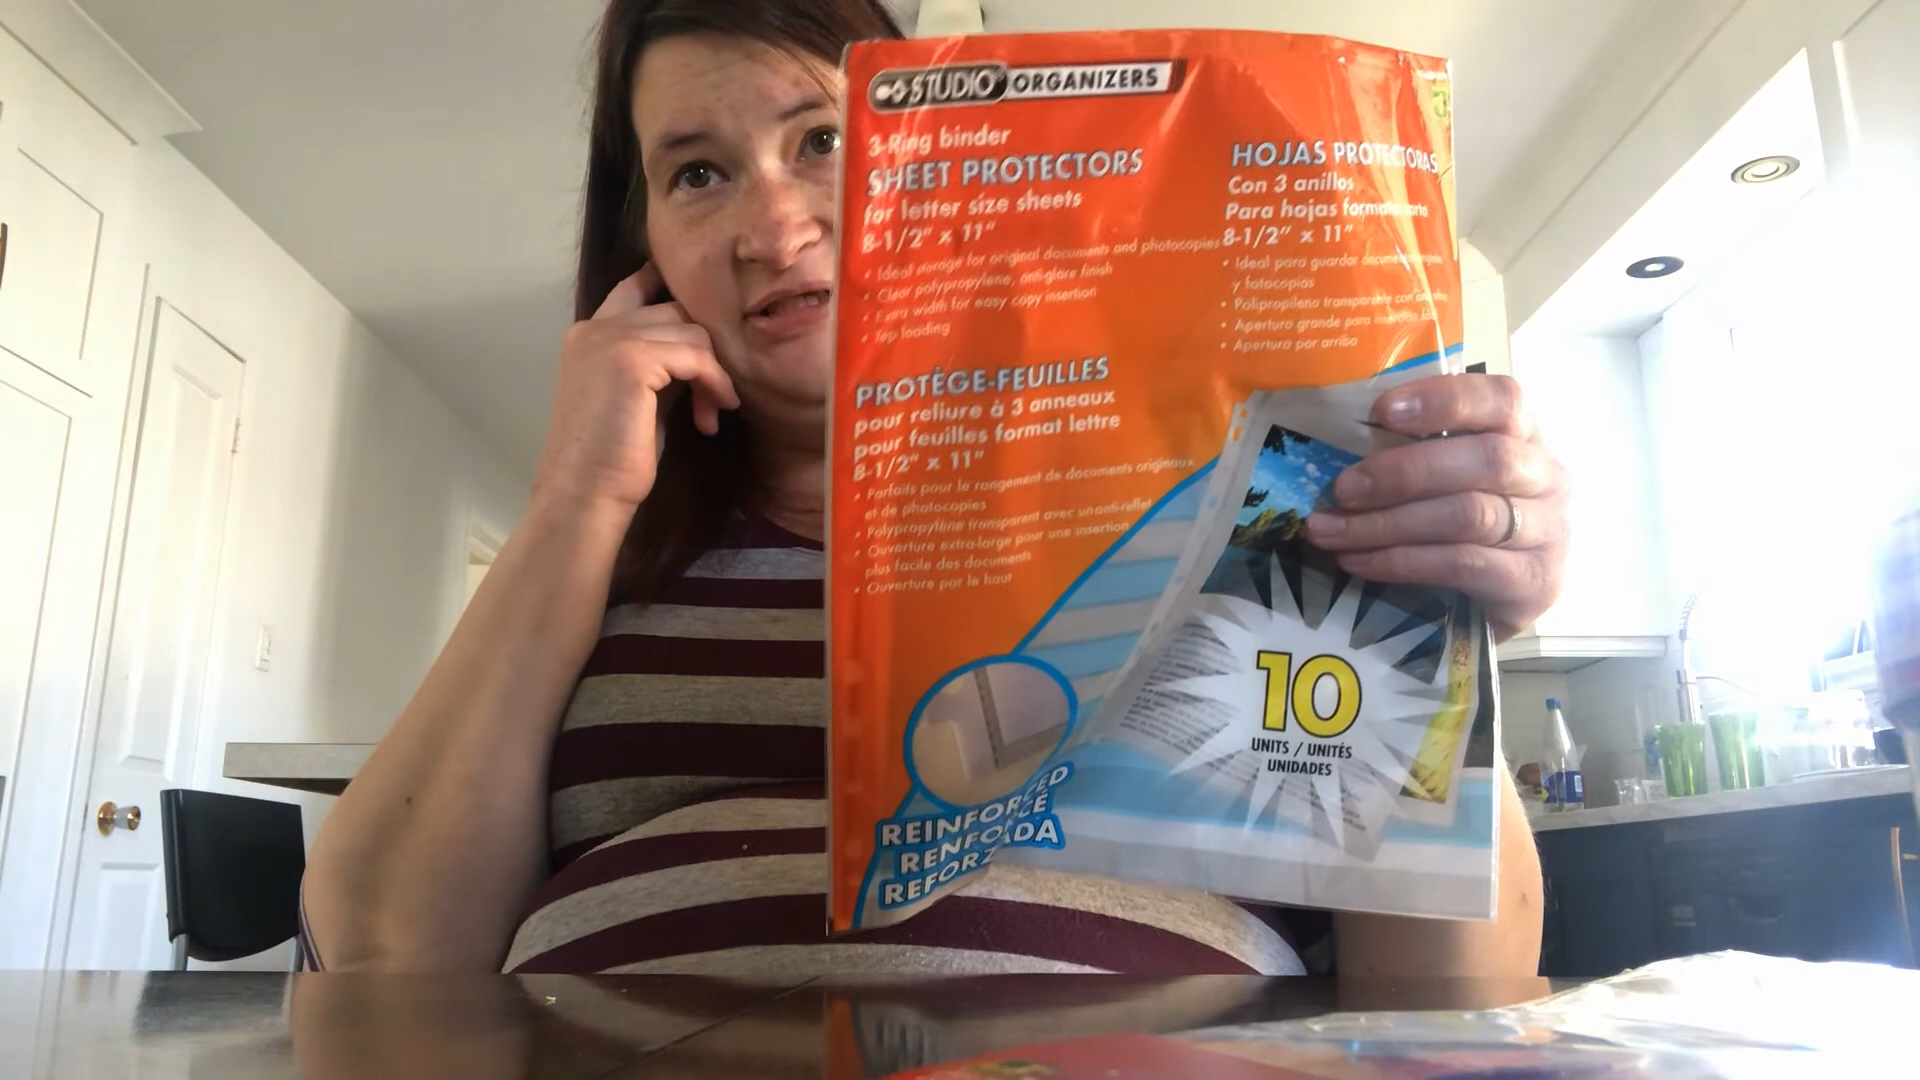 STUDIO ORGANIZERS
3-Ring binder
SHEET PROTECTORS
for letter size sheets
8-1/2" x 11"
• Ideal storage for original documents and photocopies
• Clear polypropylene, anti-glare finish
• Extra width for easy copy insertion
• Top loading
HOJAS PROTECTORAS
Con 3 anillos
Para hojas formato
8-1/2" x 11"
• Ideal para guardar
y fotocopias
• Polipropileno transparente con
• Apertura grande para
• Apertura por arriba
PROTÈGE-FEUILLES
pour reliure à 3 anneaux
pour feuilles format lettre
8-1/2" x 11"
• Parfaits pour le rangement de documents originaux
et de photocopies
• Polypropylène transparent avec un anti-reflet
• Ouverture extra-large pour une insertion
plus facile des documents
• Ouverture par le haut
10
UNITS / UNITÉS
UNIDADES
REINFORCED
RENFORCÉ
REFORZADA